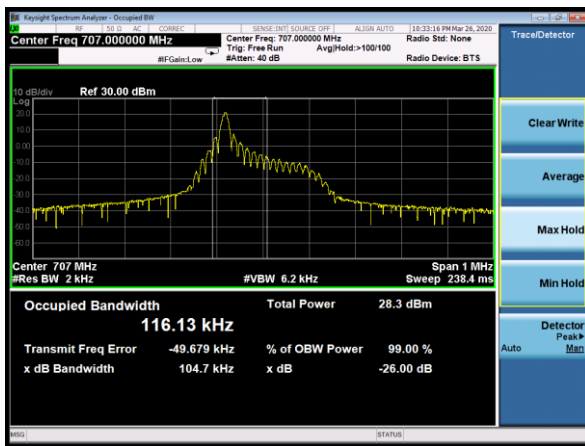 Keysight Spectrum Analyzer - Occupied BW
RF 50 Ω AC CORREC SENSE:INT SOURCE OFF ALIGN AUTO 10:33:16 PM Mar 26, 2020
Center Freq 707.000000 MHz
Center Freq: 707.000000 MHz Radio Std: None
Trig: Free Run Avg|Hold:>100/100
#IFGain:Low #Atten: 40 dB Radio Device: BTS
Trace/Detector
10 dB/div Ref 30.00 dBm
Log
20.0
10.0
0.00
-10.0
-20.0
-30.0
-40.0
-50.0
-60.0
Center 707 MHz Span 1 MHz
#Res BW 2 kHz #VBW 6.2 kHz Sweep 238.4 ms
Occupied Bandwidth Total Power 28.3 dBm
116.13 kHz
Transmit Freq Error -49.679 kHz % of OBW Power 99.00 %
x dB Bandwidth 104.7 kHz x dB -26.00 dB
Clear Write
Average
Max Hold
Min Hold
Detector
Peak▶
Auto Man
MSG STATUS